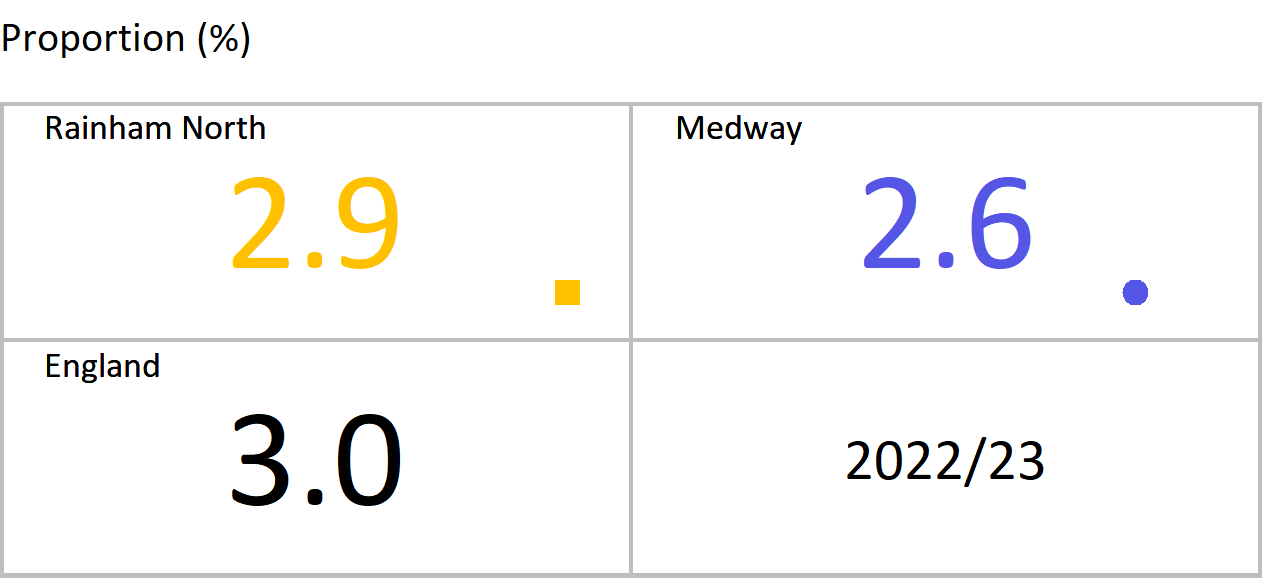 Proportion (%)
Rainham North
2.9
Medway
2.6
England
3.0
2022/23